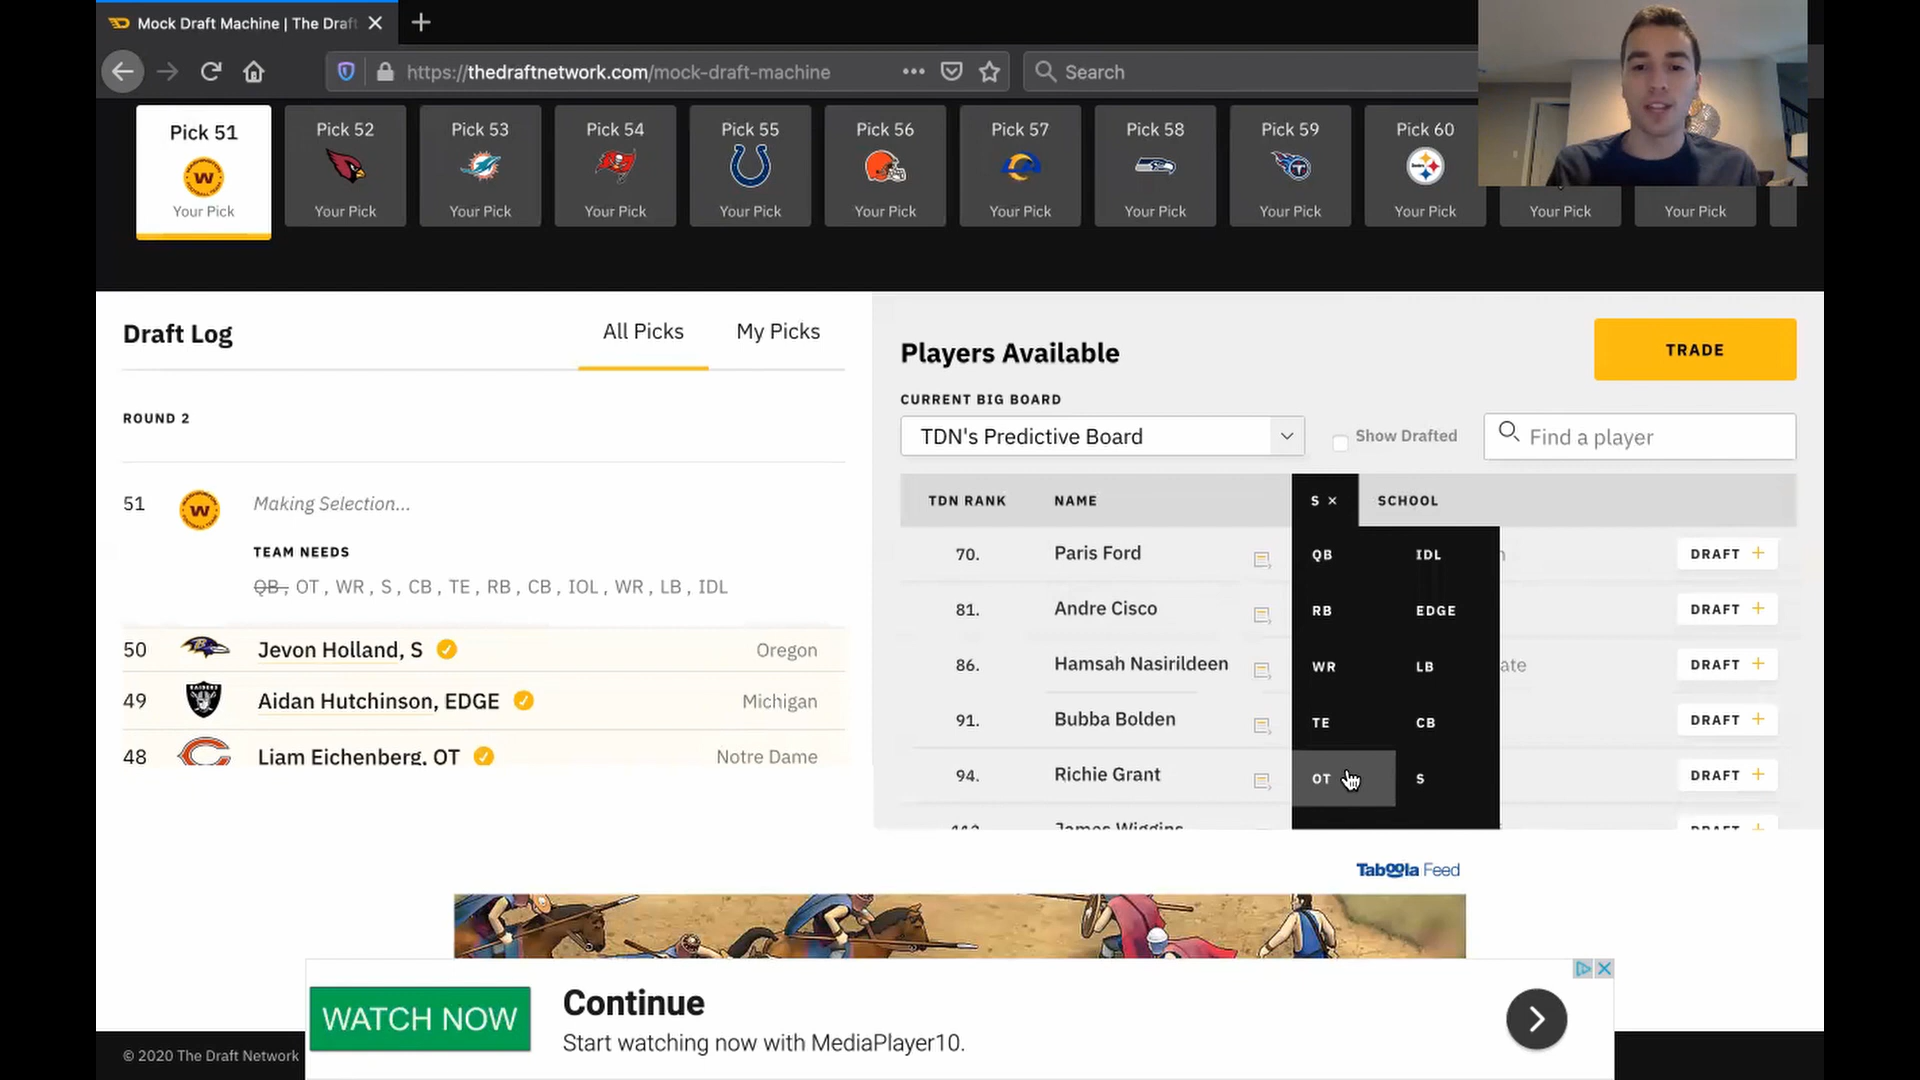 Mock Draft Machine | The Draft
https://thedraftnetwork.com/mock-draft-machine
Search
Pick 51
Pick 52
Pick 53
Pick 54
Pick 55
Pick 56
Pick 57
Pick 58
Pick 59
Pick 60
W
Your Pick
Your Pick
Your Pick
Your Pick
Your Pick
Your Pick
Your Pick
Your Pick
Your Pick
Your Pick
Your Pick
Your Pick
Draft Log
All Picks
My Picks
ROUND 2
51
W
Making Selection...
TEAM NEEDS
QB , OT , WR , S , CB , TE , RB , CB , IOL , WR , LB , IDL
50 Jevon Holland, S Oregon
49 RAIDERS Aidan Hutchinson, EDGE Michigan
48 Liam Eichenberg, OT Notre Dame
Players Available
TRADE
CURRENT BIG BOARD
TDN's Predictive Board
Show Drafted
Find a player
TDN RANK NAME S × SCHOOL
70. Paris Ford DRAFT +
81. Andre Cisco DRAFT +
86. Hamsah Nasirildeen ate DRAFT +
91. Bubba Bolden DRAFT +
94. Richie Grant DRAFT +
James Wiggins DRAFT +
QB IDL
RB EDGE
WR LB
TE CB
OT S
Taboola Feed
WATCH NOW
Continue
Start watching now with MediaPlayer10.
© 2020 The Draft Network